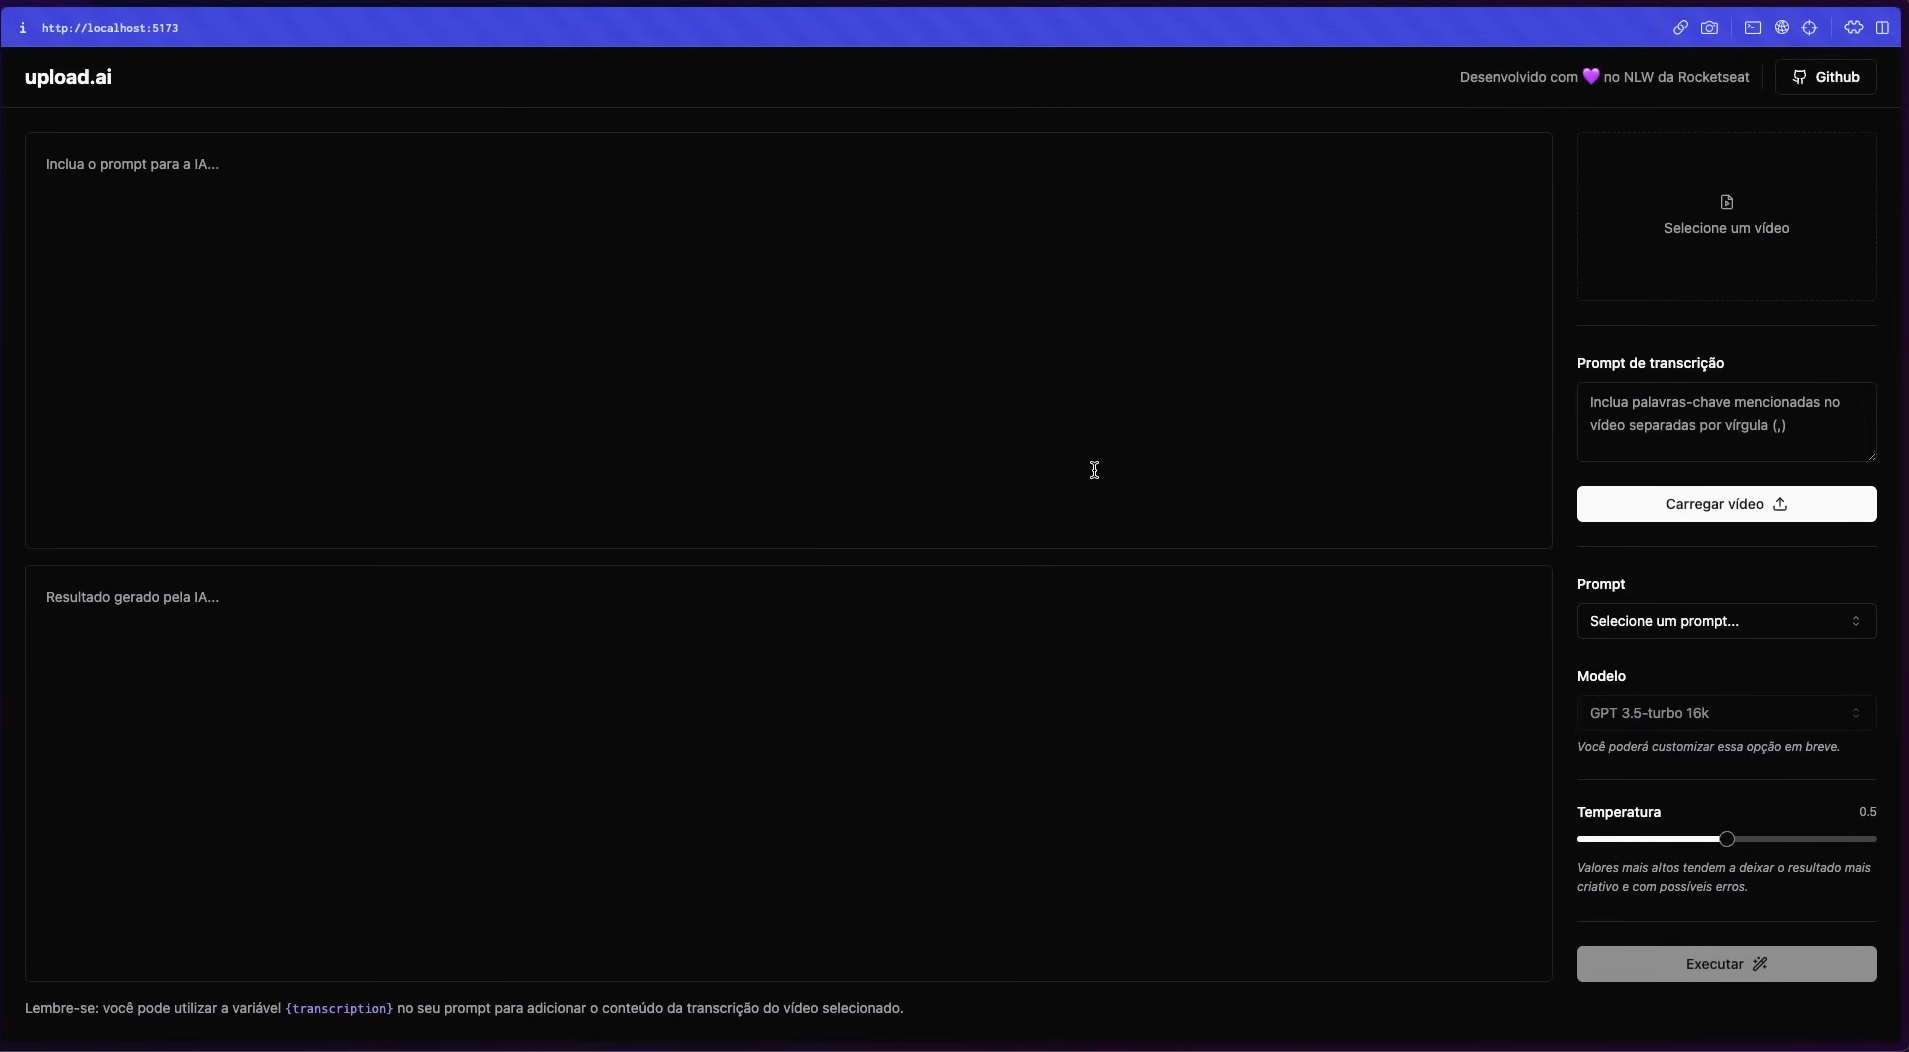 i http://localhost:5173
upload.ai
Desenvolvido com 💜 no NLW da Rocketseat
Github
Inclua o prompt para a IA...
Resultado gerado pela IA...
Lembre-se: você pode utilizar a variável {transcription} no seu prompt para adicionar o conteúdo da transcrição do vídeo selecionado.
Selecione um vídeo
Prompt de transcrição
Inclua palavras-chave mencionadas no
vídeo separadas por vírgula (,)
Carregar vídeo
Prompt
Selecione um prompt...
Modelo
GPT 3.5-turbo 16k
Você poderá customizar essa opção em breve.
Temperatura 0.5
Valores mais altos tendem a deixar o resultado mais
criativo e com possíveis erros.
Executar